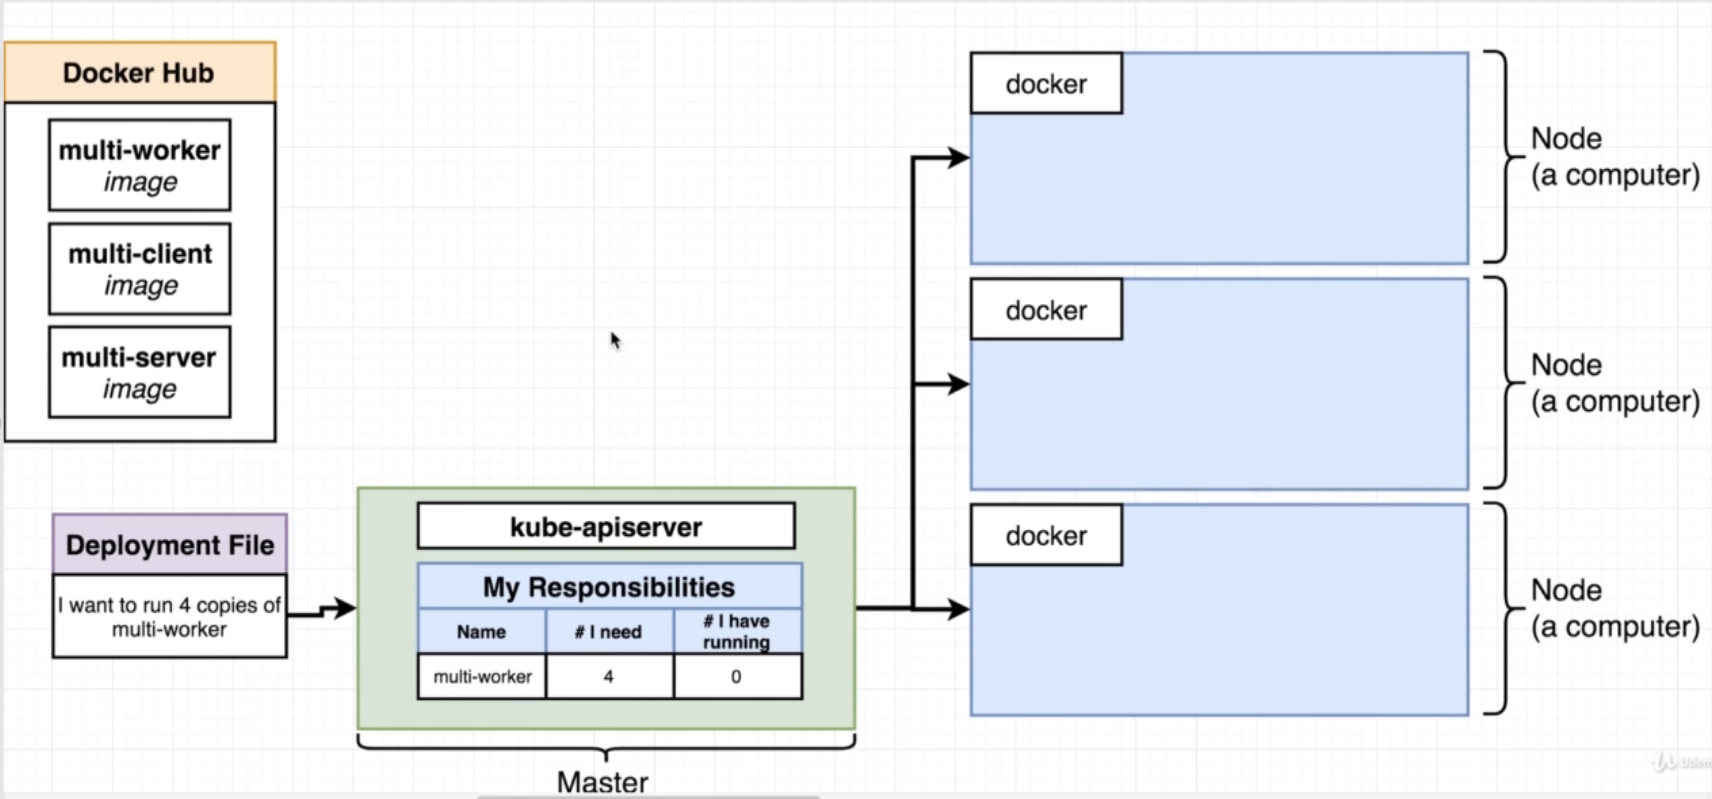 Docker Hub
multi-worker
image
multi-client
image
multi-server
image
Deployment File
I want to run 4 copies of
multi-worker
kube-apiserver
My Responsibilities
Name
# I need
# I have
running
multi-worker
4
0
Master
docker
Node
(a computer)
docker
Node
(a computer)
docker
Node
(a computer)